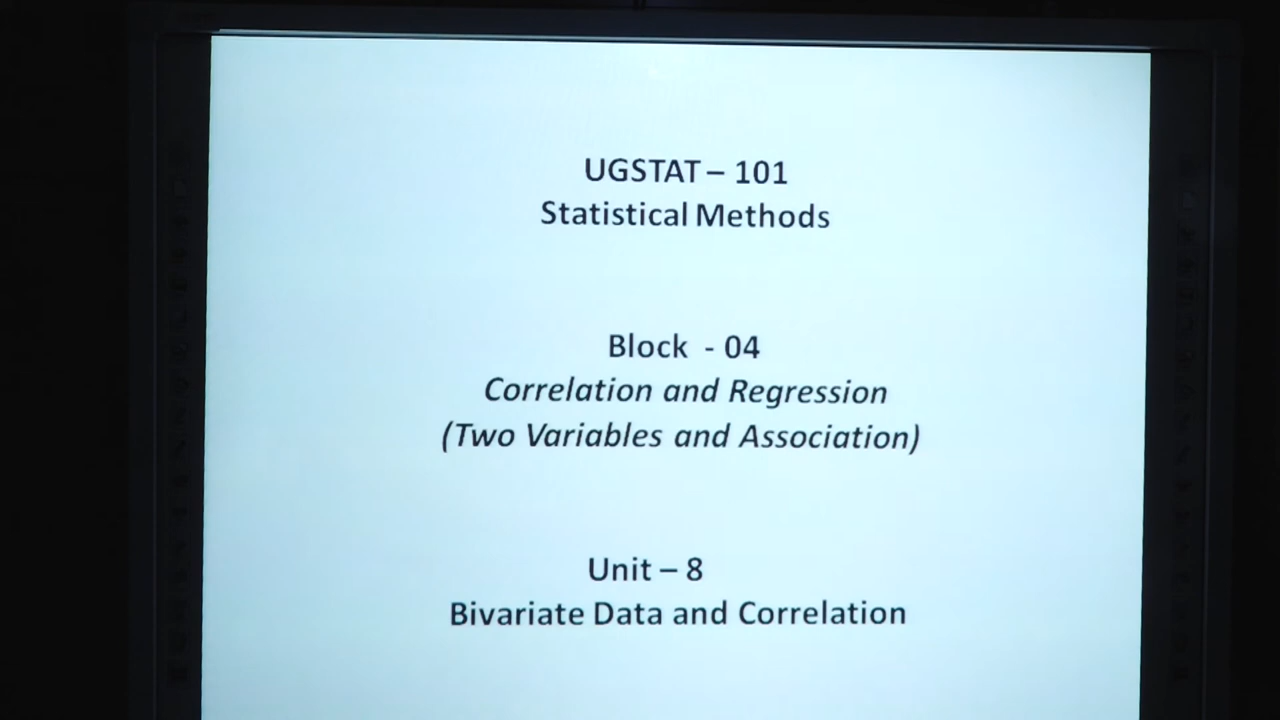 UGSTAT – 101
Statistical Methods
Block - 04
Correlation and Regression
(Two Variables and Association)
Unit – 8
Bivariate Data and Correlation